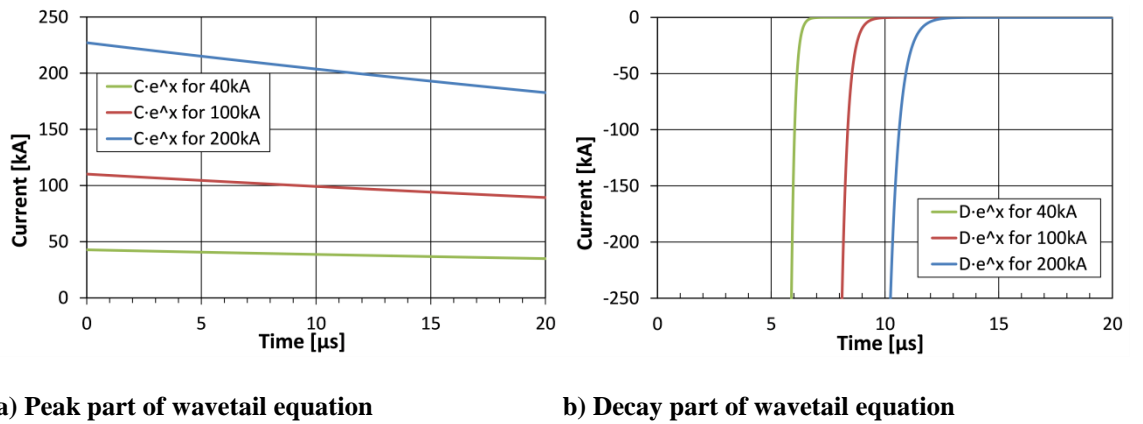 250
200
150
100
50
0
Current [kA]
C·e^x for 40kA
C·e^x for 100kA
C·e^x for 200kA
0 5 10 15 20
Time [µs]
0
-50
-100
-150
-200
-250
Current [kA]
D·e^x for 40kA
D·e^x for 100kA
D·e^x for 200kA
0 5 10 15 20
Time [µs]
a) Peak part of wavetail equation
b) Decay part of wavetail equation